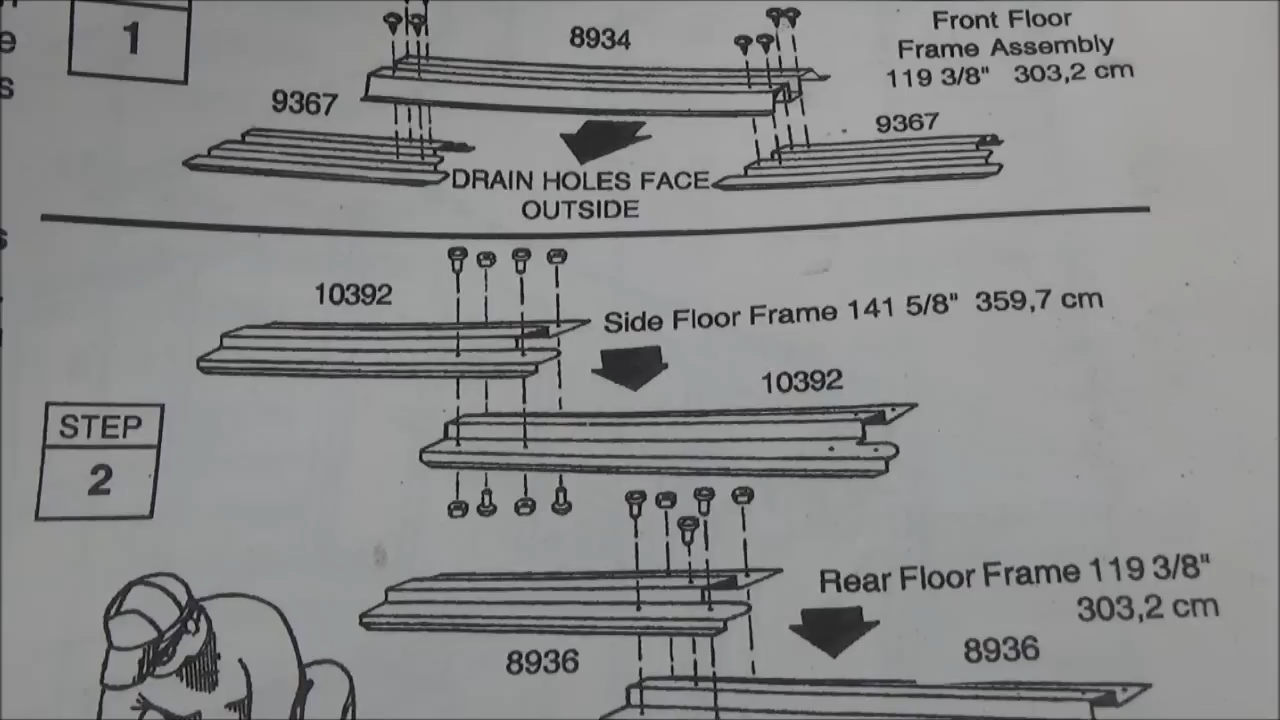 1
8934
Front Floor
Frame Assembly
119 3/8" 303,2 cm
9367
9367
DRAIN HOLES FACE
OUTSIDE
10392
Side Floor Frame 141 5/8" 359,7 cm
10392
STEP
2
Rear Floor Frame 119 3/8"
303,2 cm
8936
8936